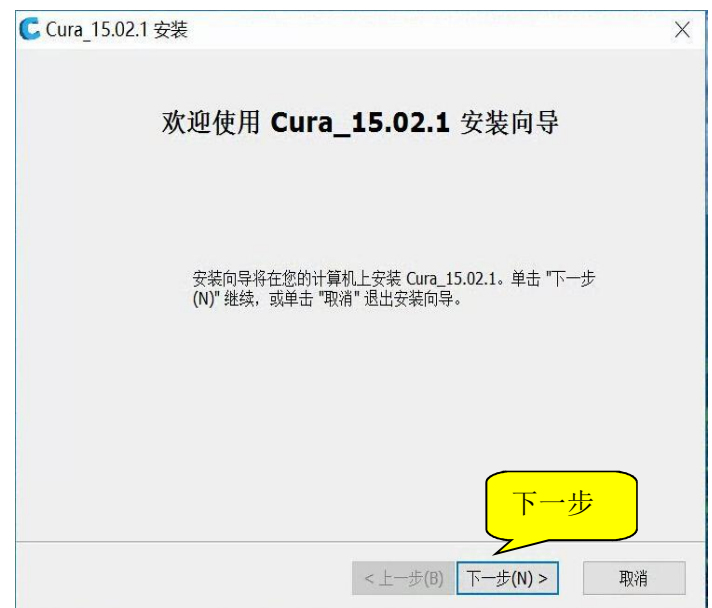 Cura_15.02.1 安装
欢迎使用 Cura_15.02.1 安装向导
安装向导将在您的计算机上安装 Cura_15.02.1。单击 "下一步
(N)" 继续，或单击 "取消" 退出安装向导。
下一步
< 上一步(B) 下一步(N) > 取消